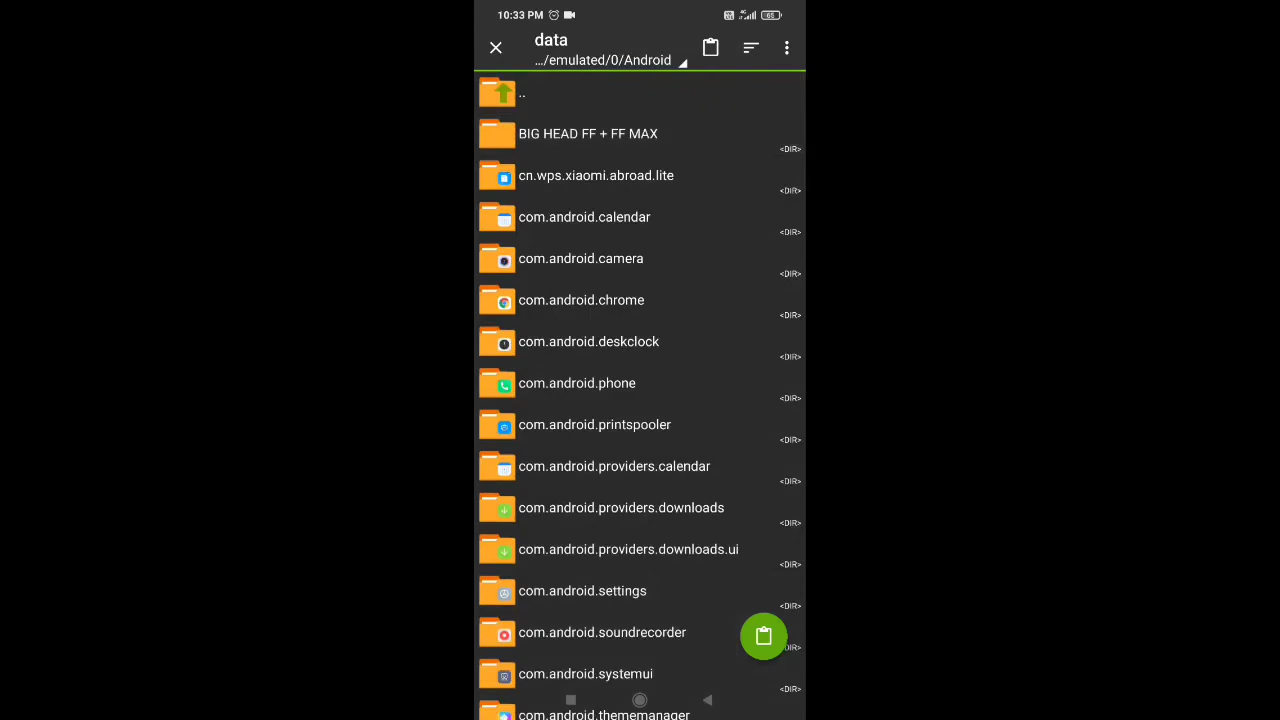 10:33 PM
65
data
.../emulated/0/Android
..
BIG HEAD FF + FF MAX
<DIR>
cn.wps.xiaomi.abroad.lite
<DIR>
com.android.calendar
<DIR>
com.android.camera
<DIR>
com.android.chrome
<DIR>
com.android.deskclock
<DIR>
com.android.phone
<DIR>
com.android.printspooler
<DIR>
com.android.providers.calendar
<DIR>
com.android.providers.downloads
<DIR>
com.android.providers.downloads.ui
<DIR>
com.android.settings
<DIR>
com.android.soundrecorder
DIR>
com.android.systemui
<DIR>
com.android.thememanager